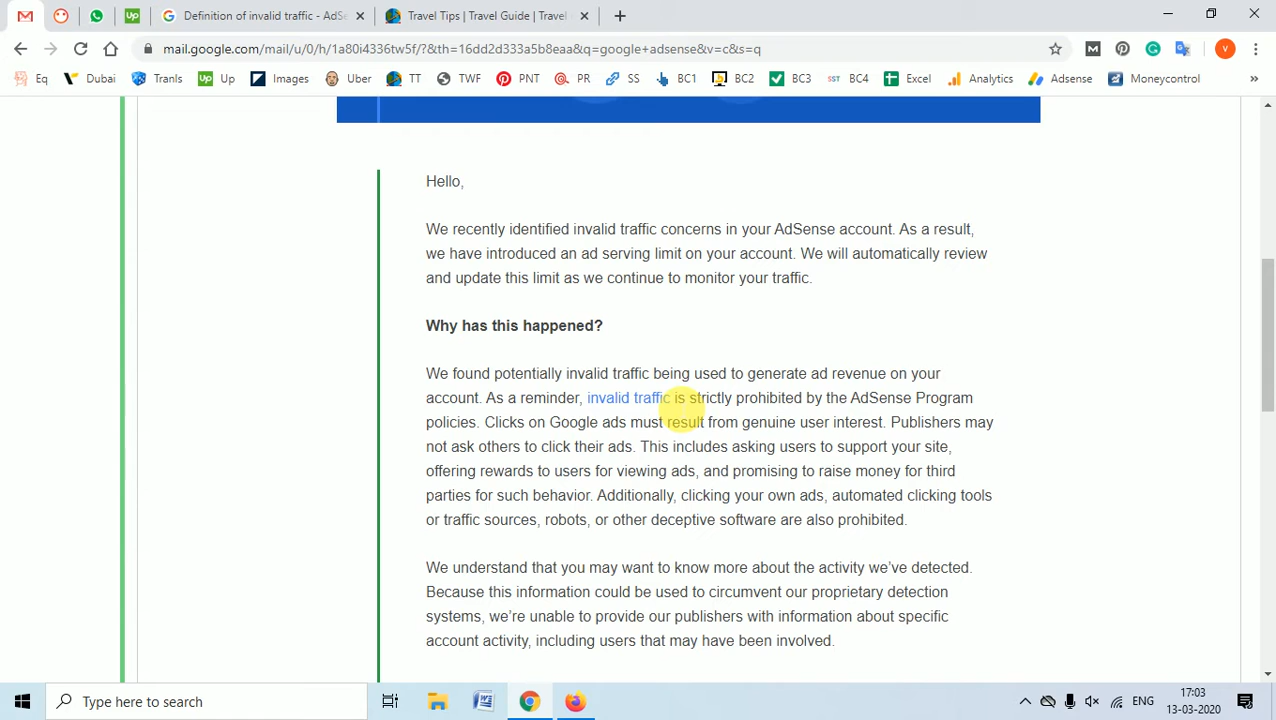 Definition of invalid traffic - AdSe
Travel Tips | Travel Guide | Travel
mail.google.com/mail/u/0/h/1a80i4336tw5f/?&th=16dd2d333a5b8eaa&q=google+adsense&v=c&s=q
Eq Dubai Tranls Up Images Uber TT TWF PNT PR SS BC1 BC2 BC3 BC4 Excel Analytics Adsense Moneycontrol »
Hello,
We recently identified invalid traffic concerns in your AdSense account. As a result,
we have introduced an ad serving limit on your account. We will automatically review
and update this limit as we continue to monitor your traffic.
Why has this happened?
We found potentially invalid traffic being used to generate ad revenue on your
account. As a reminder, invalid traffic is strictly prohibited by the AdSense Program
policies. Clicks on Google ads must result from genuine user interest. Publishers may
not ask others to click their ads. This includes asking users to support your site,
offering rewards to users for viewing ads, and promising to raise money for third
parties for such behavior. Additionally, clicking your own ads, automated clicking tools
or traffic sources, robots, or other deceptive software are also prohibited.
We understand that you may want to know more about the activity we've detected.
Because this information could be used to circumvent our proprietary detection
systems, we're unable to provide our publishers with information about specific
account activity, including users that may have been involved.
Type here to search
ENG
17:03
13-03-2020